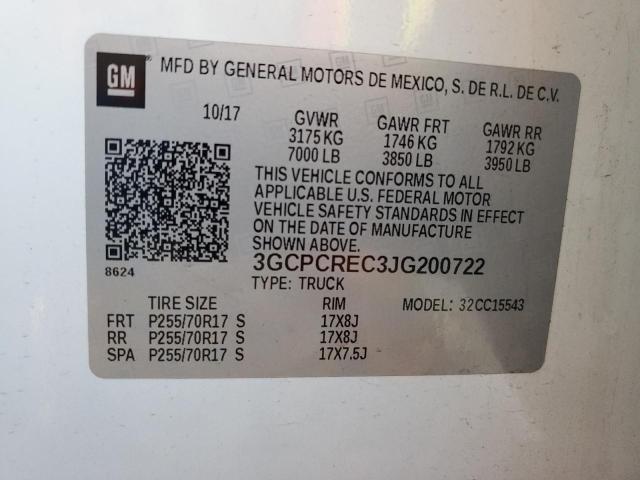 GM
MFD BY GENERAL MOTORS DE MEXICO, S. DE R.L. DE C.V.
10/17 GVWR GAWR FRT GAWR RR
3175 KG 1746 KG 1792 KG
7000 LB 3850 LB 3950 LB
THIS VEHICLE CONFORMS TO ALL
APPLICABLE U.S. FEDERAL MOTOR
VEHICLE SAFETY STANDARDS IN EFFECT
ON THE DATE OF MANUFACTURE
SHOWN ABOVE.
8624
3GCPCREC3JG200722
TYPE: TRUCK
TIRE SIZE RIM MODEL: 32CC15543
FRT P255/70R17 S 17X8J
RR P255/70R17 S 17X8J
SPA P255/70R17 S 17X7.5J